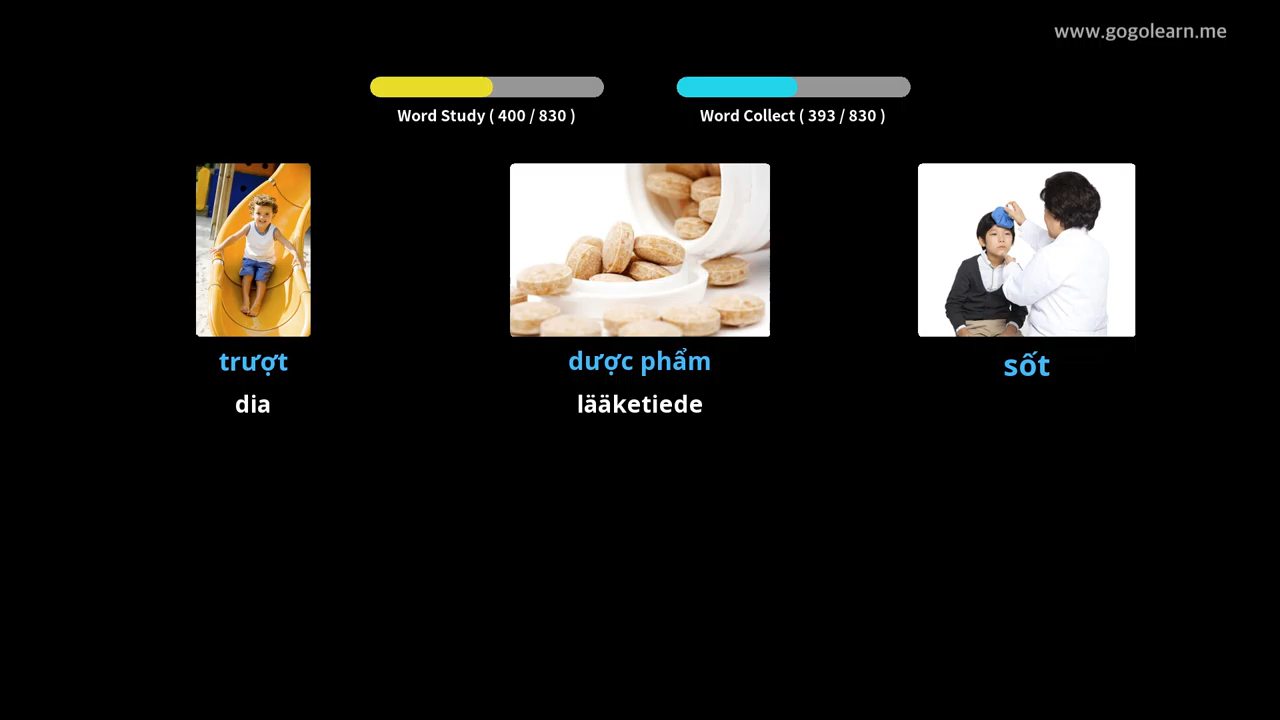 www.gogolearn.me
Word Study ( 400 / 830 )
Word Collect ( 393 / 830 )
trượt
dia
dược phẩm
lääketiede
sốt